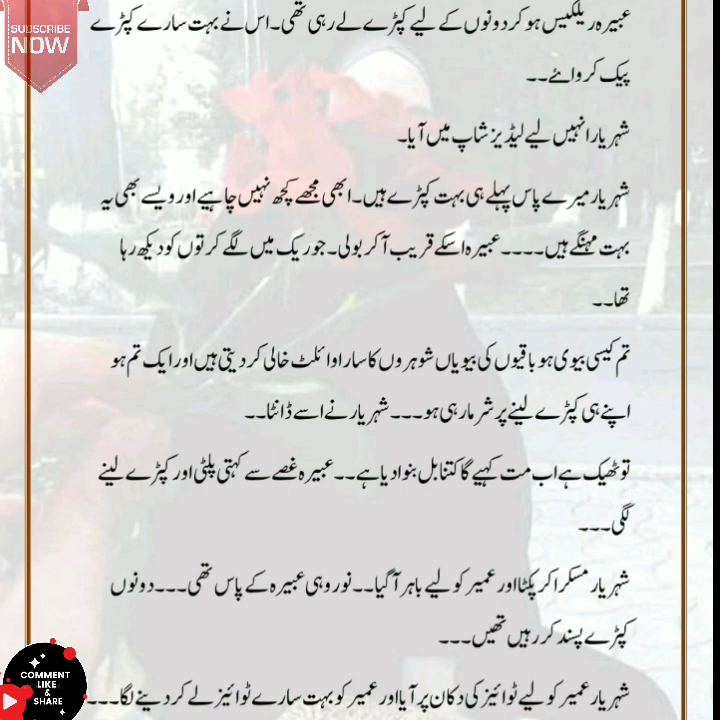 SUBSCRIBE
NOW
عبیرہ ریلکیس ہو کر دونوں کے لیے کپڑے لے رہی تھی۔ اس نے بہت سارے کپڑے
پیک کروائے۔۔
شہریار انہیں لیے لیڈیز شاپ میں آیا۔
شہریار میرے پاس پہلے ہی بہت کپڑے ہیں۔ ابھی مجھے کچھ نہیں چاہیے اور ویسے بھی یہ
بہت مہنگے ہیں۔۔۔۔ عبیرہ اسکے قریب آکر بولی۔ جو ریک میں لگے کرتوں کو دیکھ رہا
تھا۔۔
تم کیسی بیوی ہو باقیوں کی بیویاں شوہروں کا سارا وائلٹ خالی کر دیتی ہیں اور ایک تم ہو
اپنے ہی کپڑے لینے پر شرما رہی ہو۔۔۔ شہریار نے اسے ڈانٹا۔۔
تو ٹھیک ہے اب مت کہیے گا کتنا بل بنوا دیا ہے۔۔ عبیرہ غصے سے کہتی پلٹی اور کپڑے لینے
لگی۔۔۔
شہریار مسکرا کر پکٹا اور عمیر کو لیے باہر آگیا۔۔ نور وہی عبیرہ کے پاس تھی۔۔۔ دونوں
کپڑے پسند کر رہیں تھیں۔۔۔
شہریار عمیر کو لیے ٹوائیز کی دکان پر آیا اور عمیر کو بہت سارے ٹوائیز لے کر دینے لگا۔۔۔۔
COMMENT
LIKE
&
SHARE